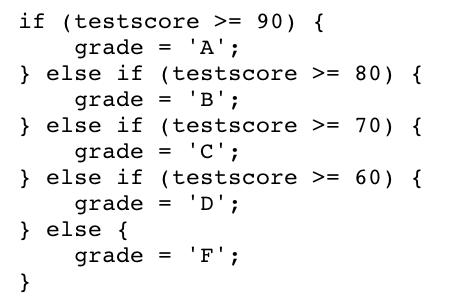 if (testscore >= 90) {
    grade = 'A';
} else if (testscore >= 80) {
    grade = 'B';
} else if (testscore >= 70) {
    grade = 'C';
} else if (testscore >= 60) {
    grade = 'D';
} else {
    grade = 'F';
}